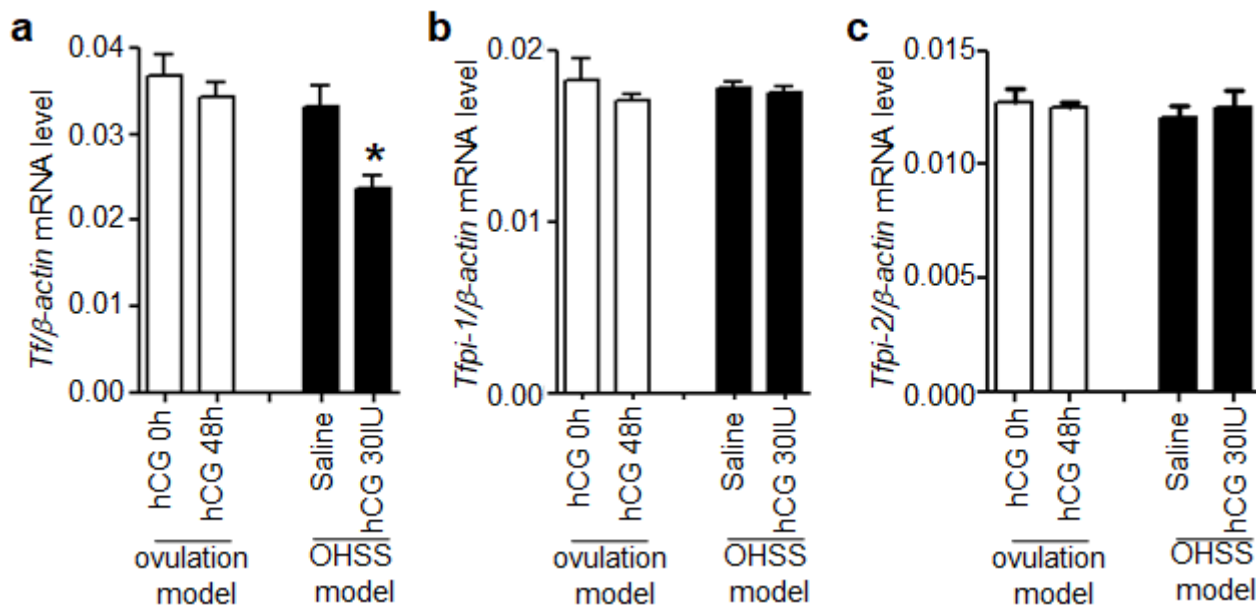 a
Tf/β-actin mRNA level
0.04
0.03
0.02
0.01
0.00
*
hCG 0h
hCG 48h
Saline
hCG 30IU
ovulation
model
OHSS
model
b
Tfpi-1/β-actin mRNA level
0.02
0.01
0.00
hCG 0h
hCG 48h
Saline
hCG 30IU
ovulation
model
OHSS
model
c
Tfpi-2/β-actin mRNA level
0.015
0.010
0.005
0.000
hCG 0h
hCG 48h
Saline
hCG 30IU
ovulation
model
OHSS
model